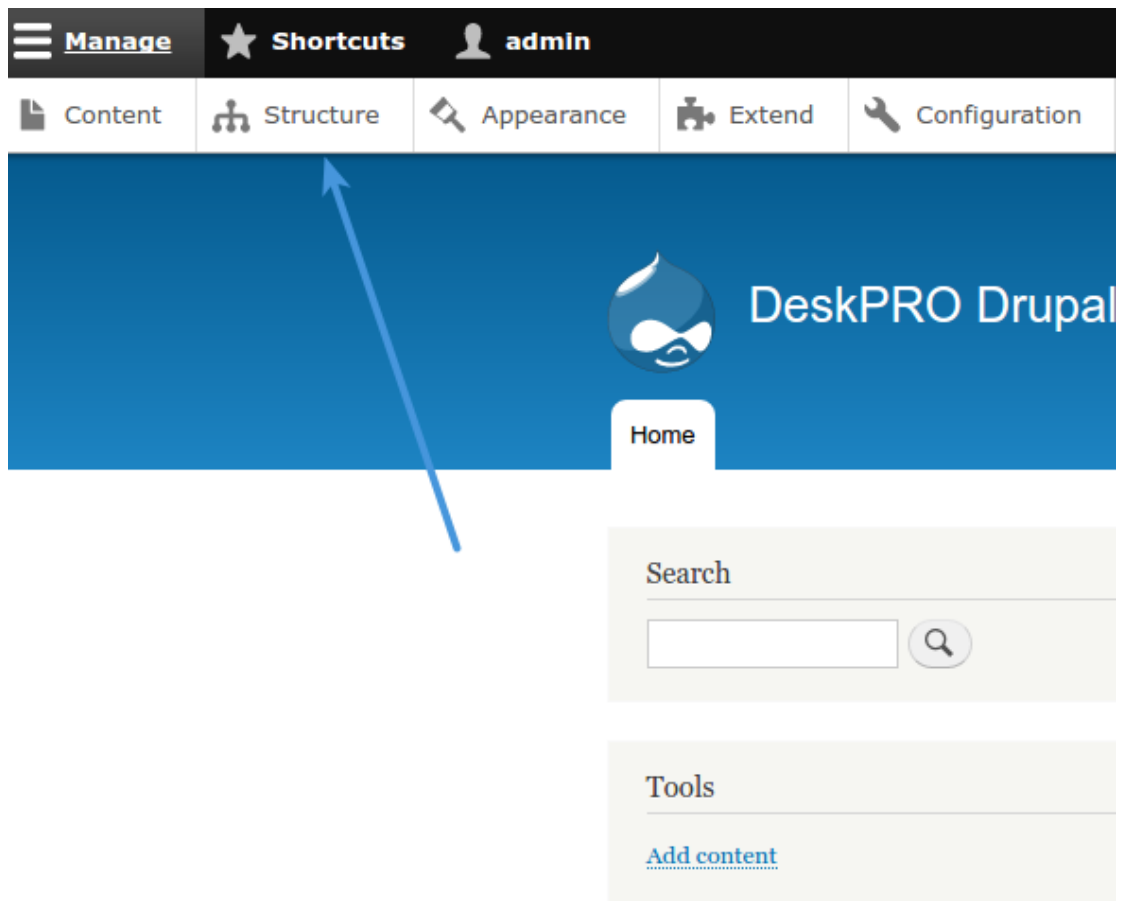 Manage Shortcuts admin
Content Structure Appearance Extend Configuration
DeskPRO Drupal
Home
Search
Tools
Add content